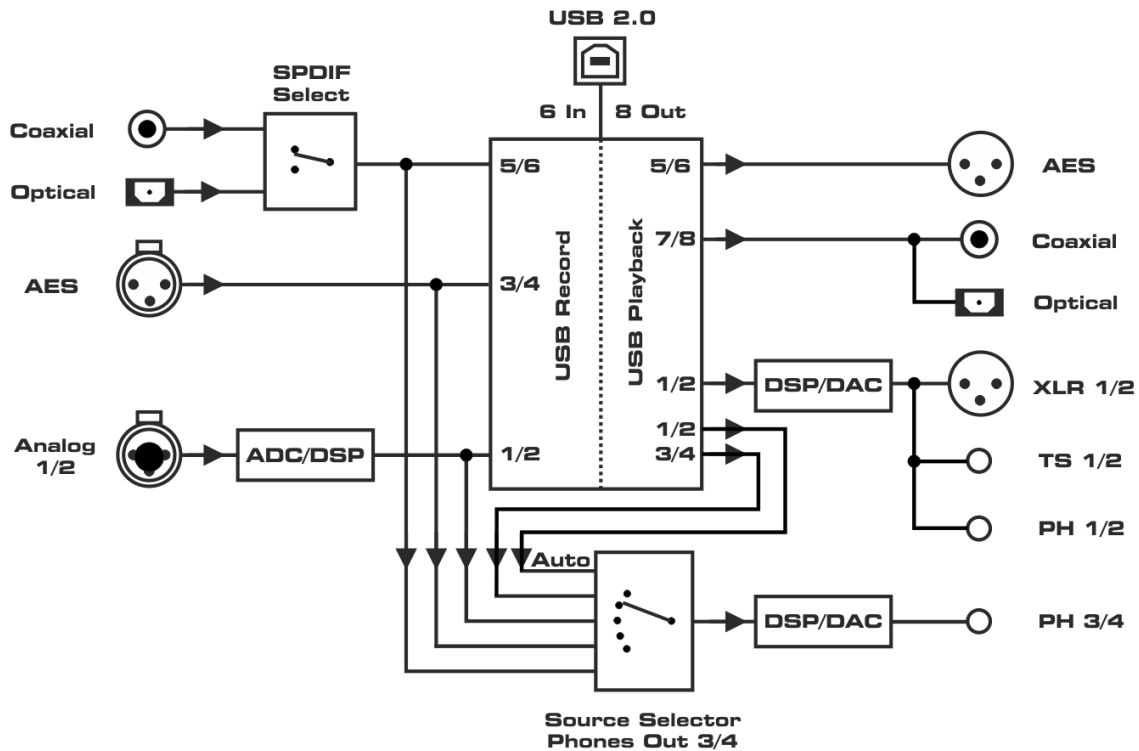 USB 2.0
SPDIF
Select
6 In
8 Out
Coaxial
Optical
AES
Analog
1/2
ADC/DSP
5/6
3/4
1/2
USB Record
USB Playback
5/6
7/8
1/2
1/2
3/4
DSP/DAC
AES
Coaxial
Optical
XLR 1/2
TS 1/2
PH 1/2
Auto
DSP/DAC
PH 3/4
Source Selector
Phones Out 3/4